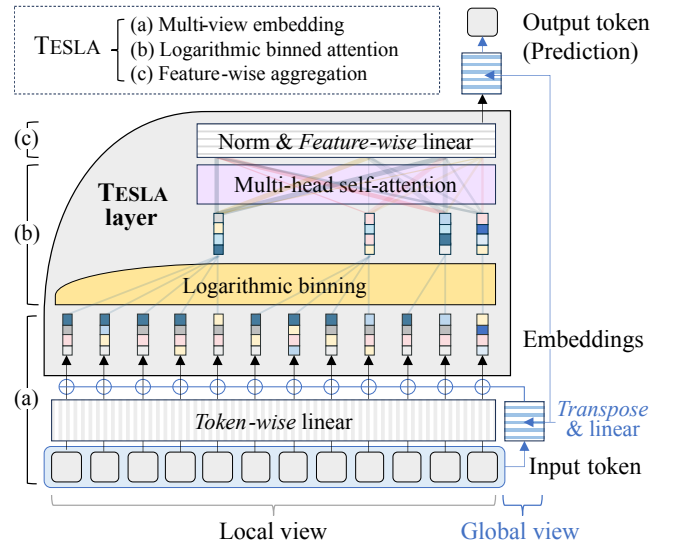 TESLA
(a) Multi-view embedding
(b) Logarithmic binned attention
(c) Feature-wise aggregation
Output token
(Prediction)
(c)
Norm & Feature-wise linear
TESLA
layer
Multi-head self-attention
(b)
Logarithmic binning
Embeddings
(a)
Token-wise linear
Transpose
& linear
Input token
Local view
Global view